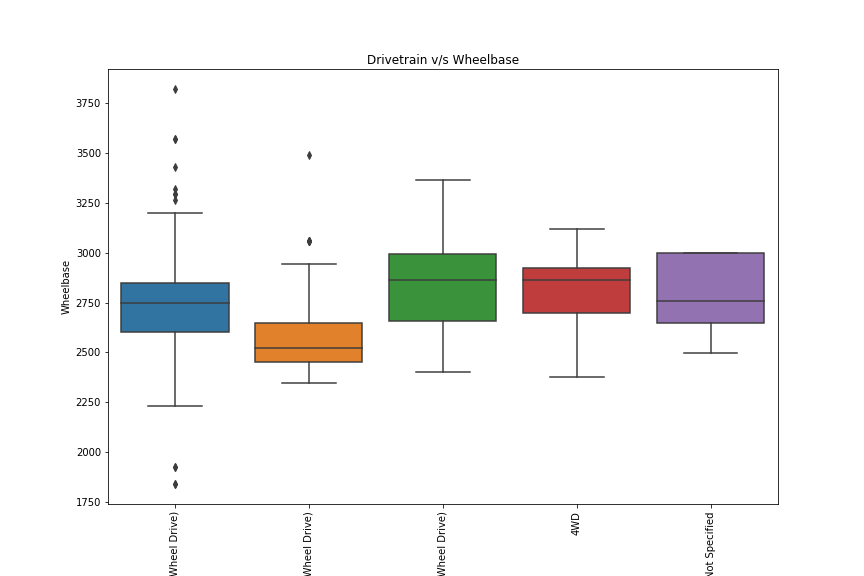 Drivetrain v/s Wheelbase
Wheelbase
3750
3500
3250
3000
2750
2500
2250
2000
1750
Wheel Drive)
Wheel Drive)
Wheel Drive)
4WD
Not Specified